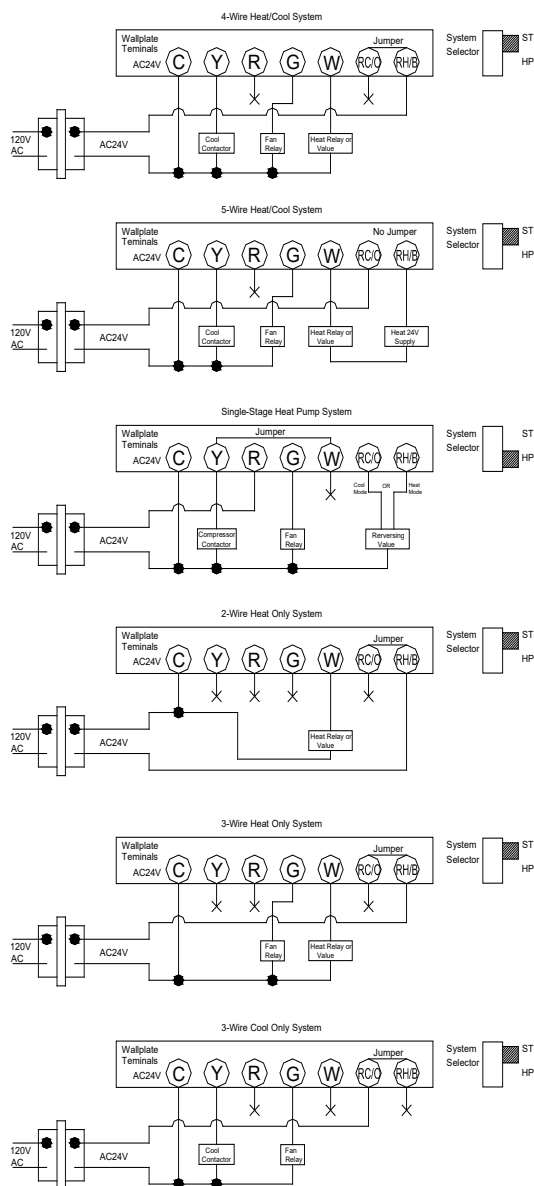 4-Wire Heat/Cool System
Wallplate Teminals AC24V
Jumper
C Y R G W RC/O RH/B
System Selector
ST
HP
120V AC
AC24V
Cool Contactor
Fan Relay
Heat Relay or Value
5-Wire Heat/Cool System
Wallplate Teminals AC24V
No Jumper
C Y R G W RC/O RH/B
System Selector
ST
HP
120V AC
AC24V
Cool Contactor
Fan Relay
Heat Relay or Value
Heat 24V Supply
Single-Stage Heat Pump System
Wallplate Teminals AC24V
Jumper
C Y R G W RC/O RH/B
System Selector
ST
HP
Cool Mode
OR
Heat Mode
120V AC
AC24V
Compressor Contactor
Fan Relay
Rerversing Value
2-Wire Heat Only System
Wallplate Teminals AC24V
Jumper
C Y R G W RC/O RH/B
System Selector
ST
HP
120V AC
AC24V
Heat Relay or Value
3-Wire Heat Only System
Wallplate Teminals AC24V
Jumper
C Y R G W RC/O RH/B
System Selector
ST
HP
120V AC
AC24V
Fan Relay
Heat Relay or Value
3-Wire Cool Only System
Wallplate Teminals AC24V
Jumper
C Y R G W RC/O RH/B
System Selector
ST
HP
120V AC
AC24V
Cool Contactor
Fan Relay